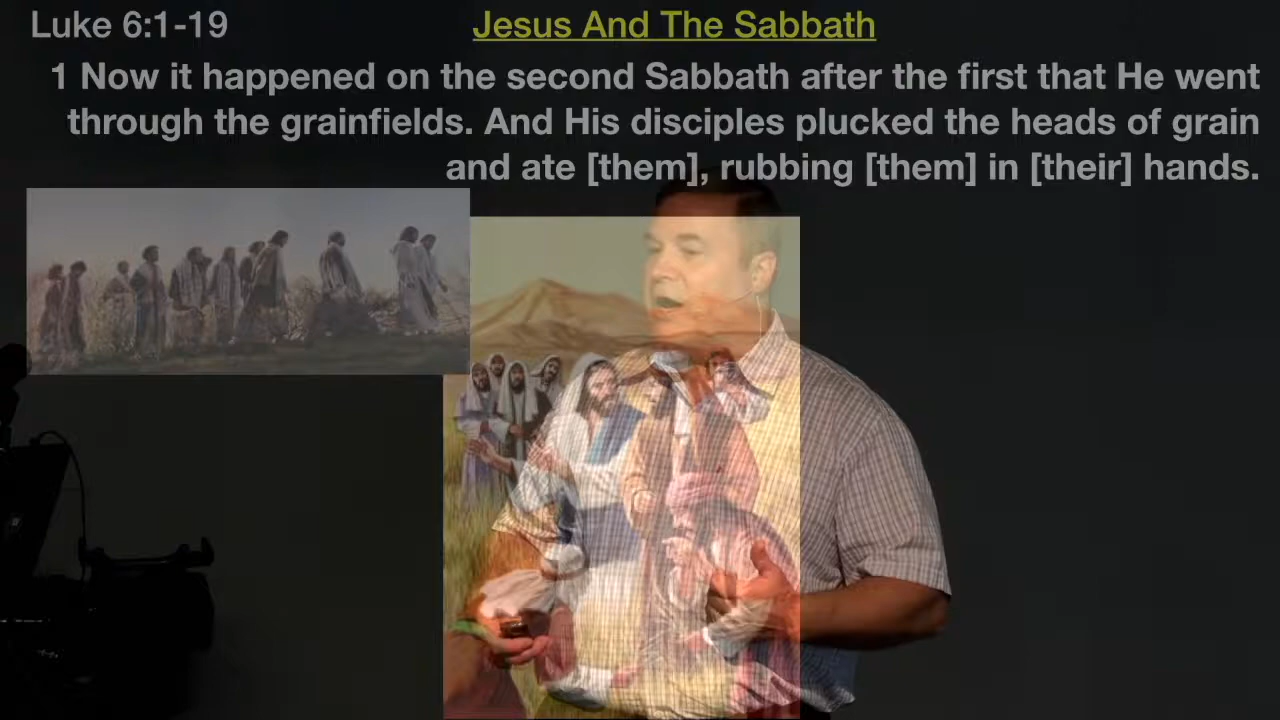 Luke 6:1-19
Jesus And The Sabbath
1 Now it happened on the second Sabbath after the first that He went
through the grainfields. And His disciples plucked the heads of grain
and ate [them], rubbing [them] in [their] hands.